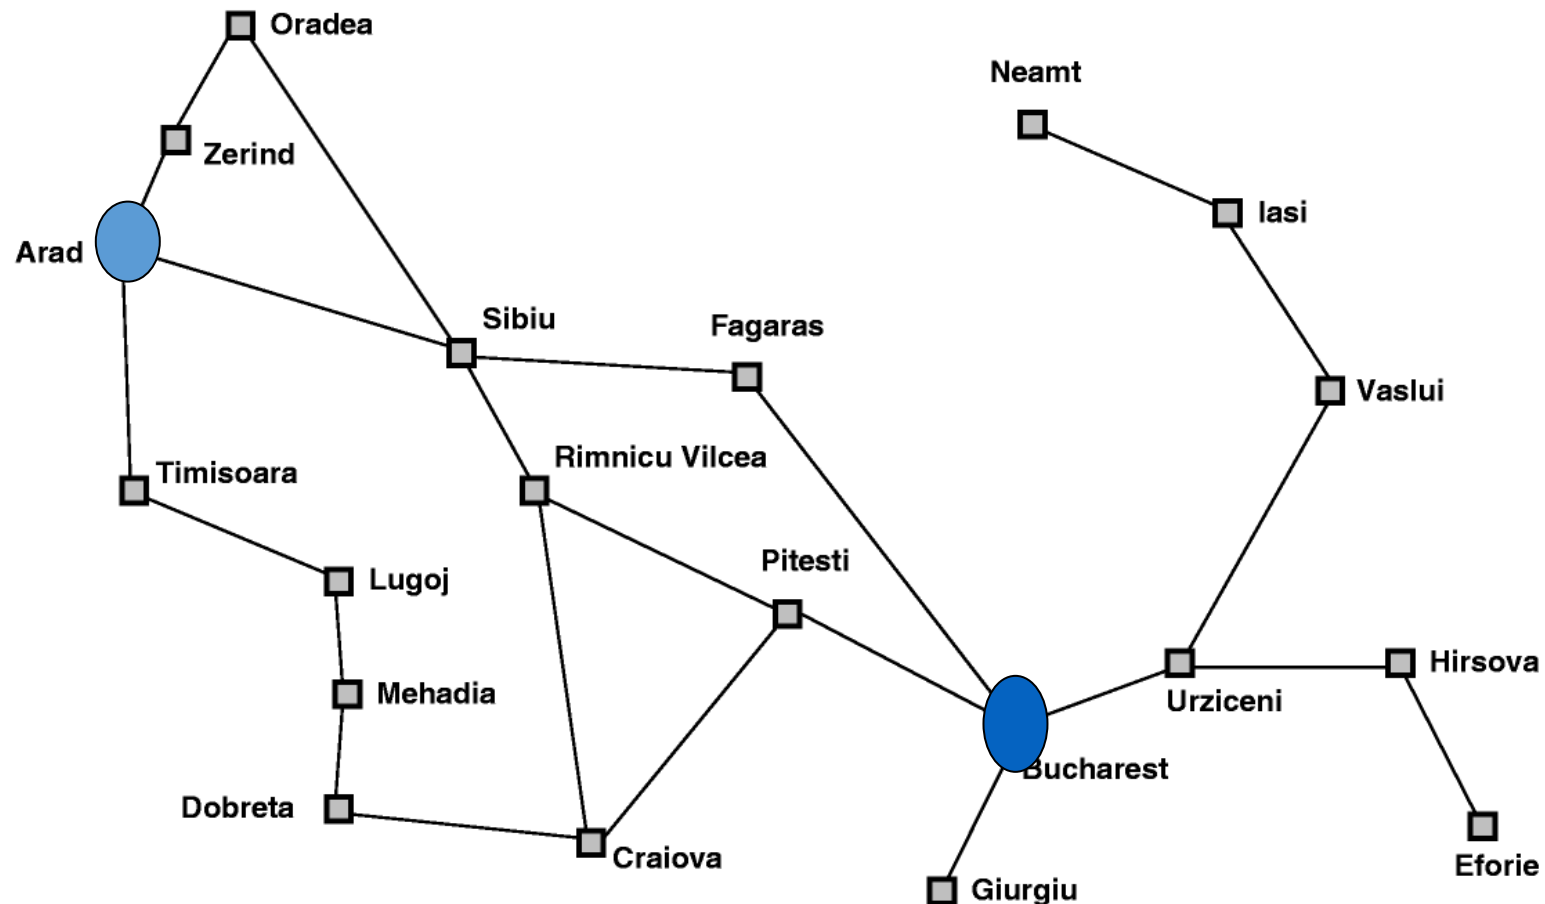 Oradea
Neamt
Zerind
Iasi
Arad
Sibiu
Fagaras
Vaslui
Rimnicu Vilcea
Timisoara
Pitesti
Lugoj
Hirsova
Mehadia
Urziceni
Bucharest
Dobreta
Craiova
Eforie
Giurgiu